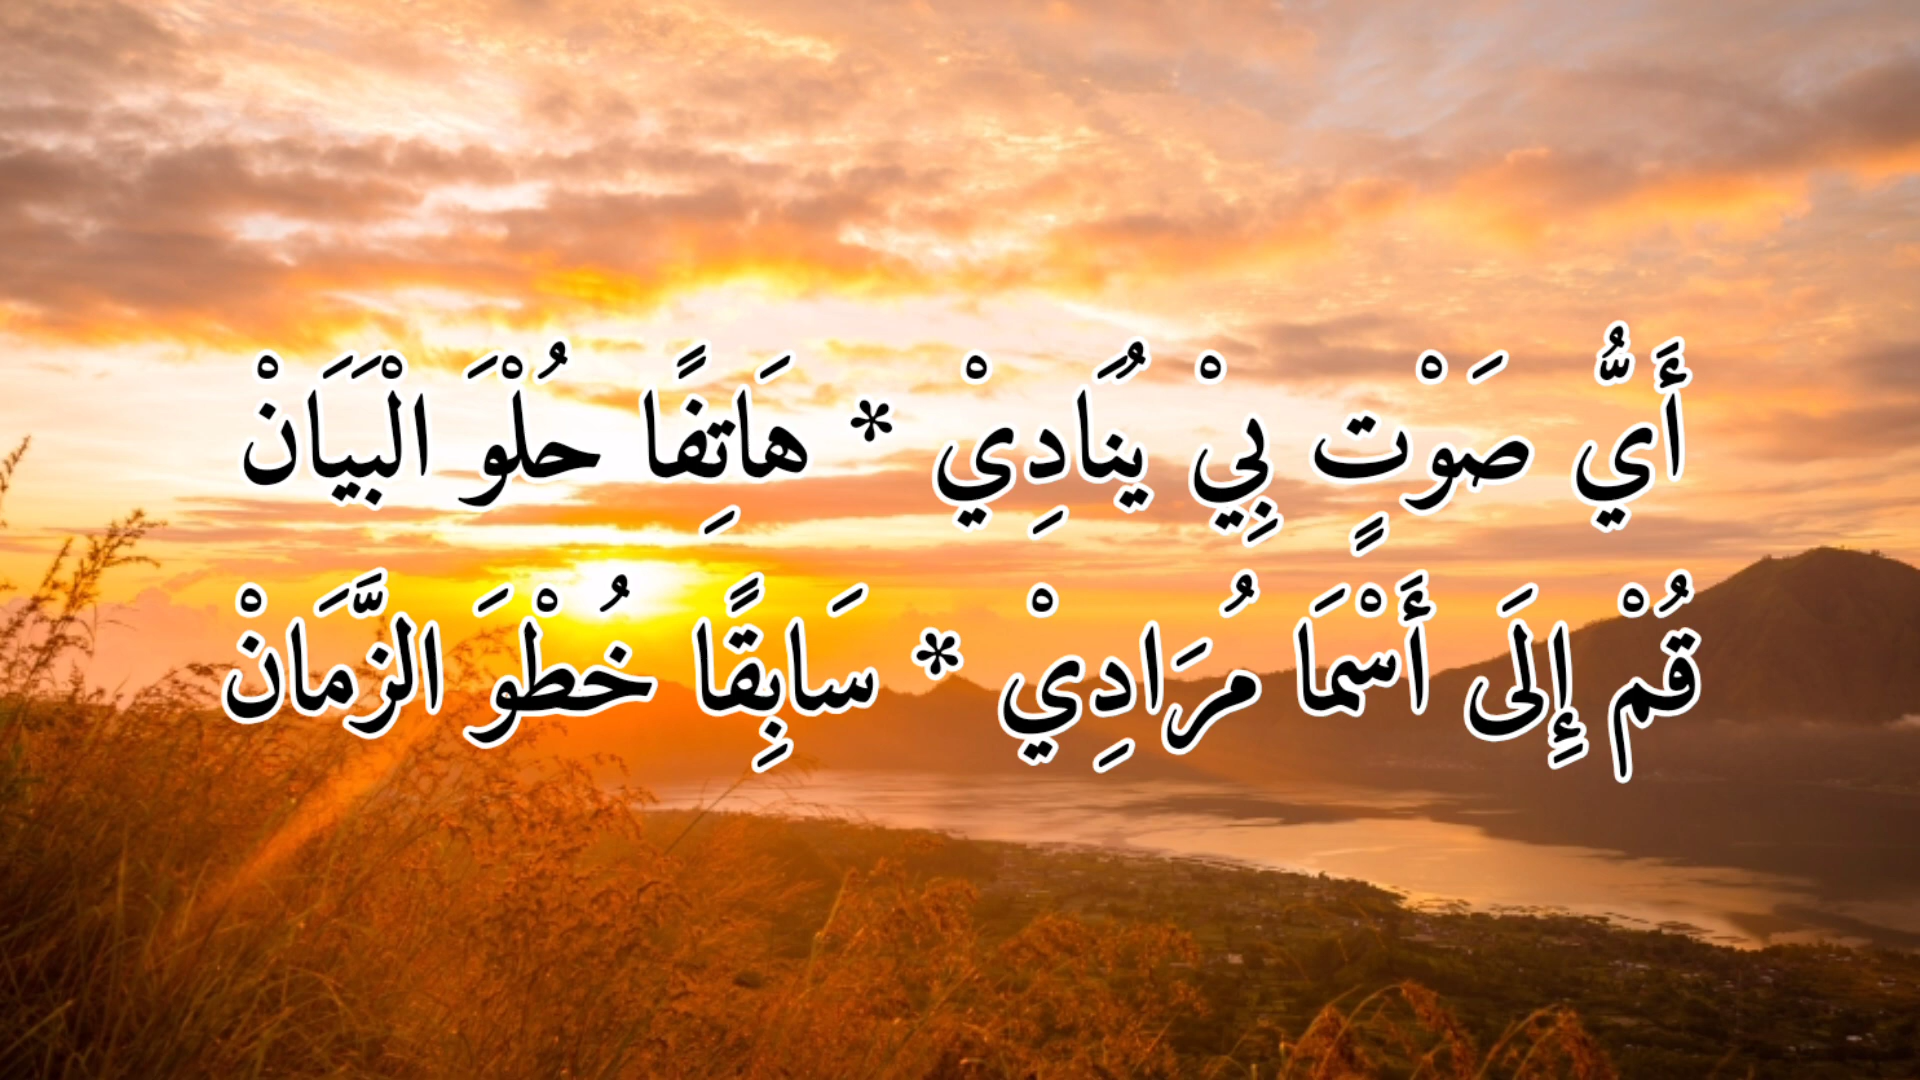 أَيُّ صَوْتٍ بِيْ يُنَادِيْ * هَاتِفًا حُلْوَ الْبَيَانْ
قُمْ إِلَى أَسْمَا مُرَادِيْ * سَابِقًا خُطْوَ الزَّمَانْ